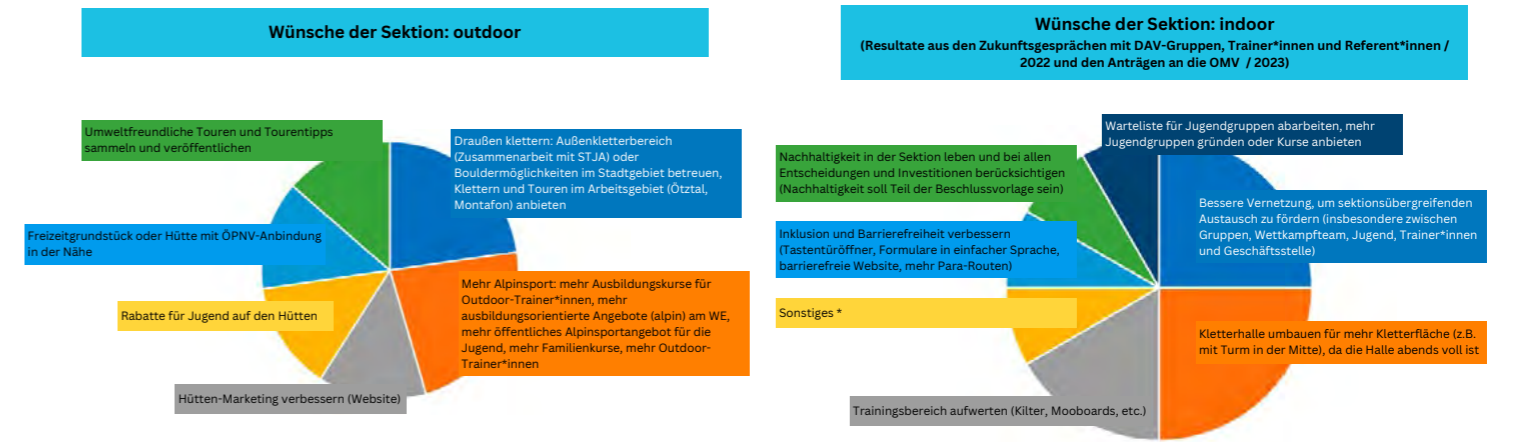 Wünsche der Sektion: outdoor
Umweltfreundliche Touren und Tourentipps
sammeln und veröffentlichen
Draußen klettern: Außenkletterbereich
(Zusammenarbeit mit STJA) oder
Bouldermöglichkeiten im Stadtgebiet betreuen,
Klettern und Touren im Arbeitsgebiet (Ötztal,
Montafon) anbieten
Freizeitgrundstück oder Hütte mit ÖPNV-Anbindung
in der Nähe
Mehr Alpinsport: mehr Ausbildungskurse für
Outdoor-Trainer*innen, mehr
ausbildungsorientierte Angebote (alpin) am WE,
mehr öffentliches Alpinsportangebot für die
Jugend, mehr Familienkurse, mehr Outdoor-
Trainer*innen
Rabatte für Jugend auf den Hütten
Hütten-Marketing verbessern (Website)
Wünsche der Sektion: indoor
(Resultate aus den Zukunftsgesprächen mit DAV-Gruppen, Trainer*innen und Referent*innen /
2022 und den Anträgen an die OMV / 2023)
Warteliste für Jugendgruppen abarbeiten, mehr
Jugendgruppen gründen oder Kurse anbieten
Nachhaltigkeit in der Sektion leben und bei allen
Entscheidungen und Investitionen berücksichtigen
(Nachhaltigkeit soll Teil der Beschlussvorlage sein)
Bessere Vernetzung, um sektionsübergreifenden
Austausch zu fördern (insbesondere zwischen
Gruppen, Wettkampfteam, Jugend, Trainer*innen
und Geschäftsstelle)
Inklusion und Barrierefreiheit verbessern
(Tastentüröffner, Formulare in einfacher Sprache,
barrierefreie Website, mehr Para-Routen)
Sonstiges *
Kletterhalle umbauen für mehr Kletterfläche (z.B.
mit Turm in der Mitte), da die Halle abends voll ist
Trainingsbereich aufwerten (Kilter, Mooboards, etc.)